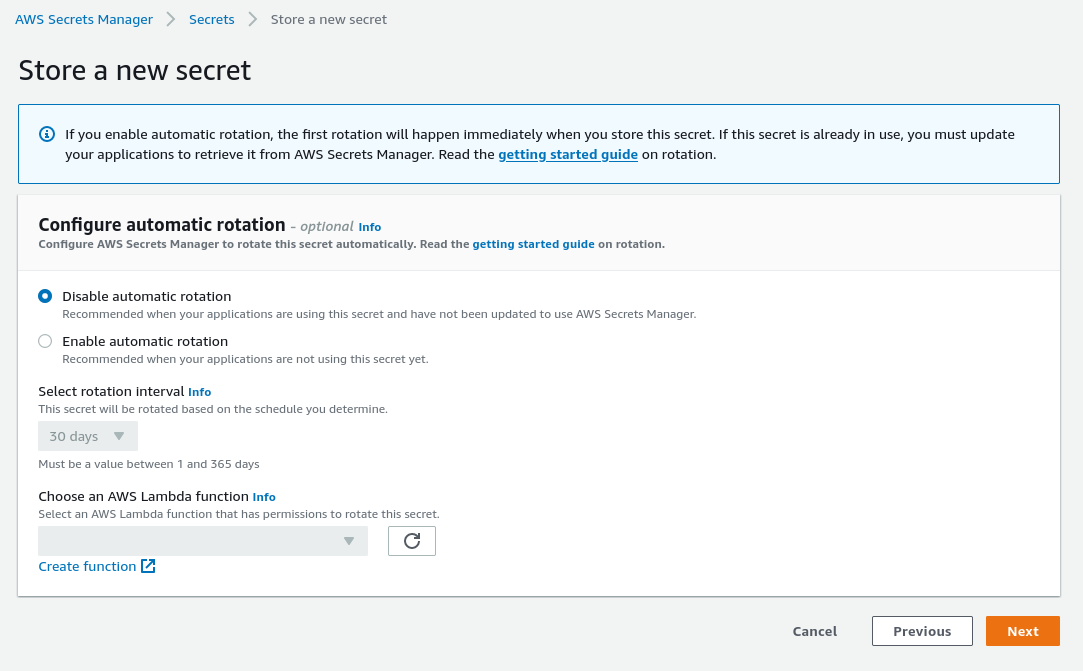 AWS Secrets Manager > Secrets > Store a new secret
Store a new secret
If you enable automatic rotation, the first rotation will happen immediately when you store this secret. If this secret is already in use, you must update
your applications to retrieve it from AWS Secrets Manager. Read the getting started guide on rotation.
Configure automatic rotation - optional Info
Configure AWS Secrets Manager to rotate this secret automatically. Read the getting started guide on rotation.
Disable automatic rotation
Recommended when your applications are using this secret and have not been updated to use AWS Secrets Manager.
Enable automatic rotation
Recommended when your applications are not using this secret yet.
Select rotation interval Info
This secret will be rotated based on the schedule you determine.
30 days
Must be a value between 1 and 365 days
Choose an AWS Lambda function Info
Select an AWS Lambda function that has permissions to rotate this secret.
Create function
Cancel Previous Next